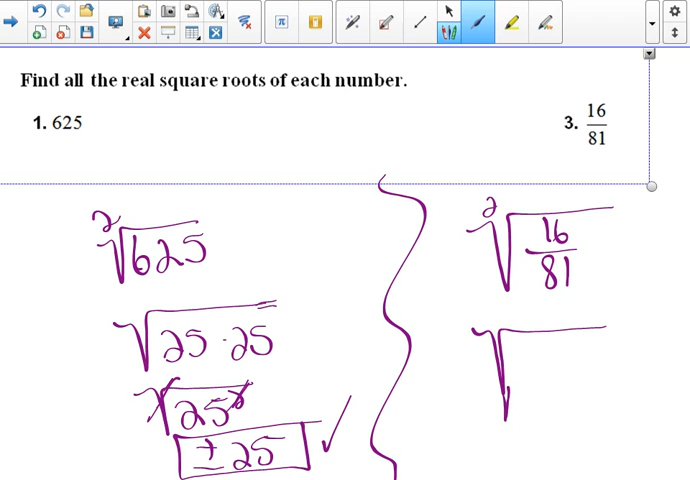 Find all the real square roots of each number.
1. 625
3. 16/81
²√625
√25 · 25
√25²
± 25 ✓
²√16/81
√